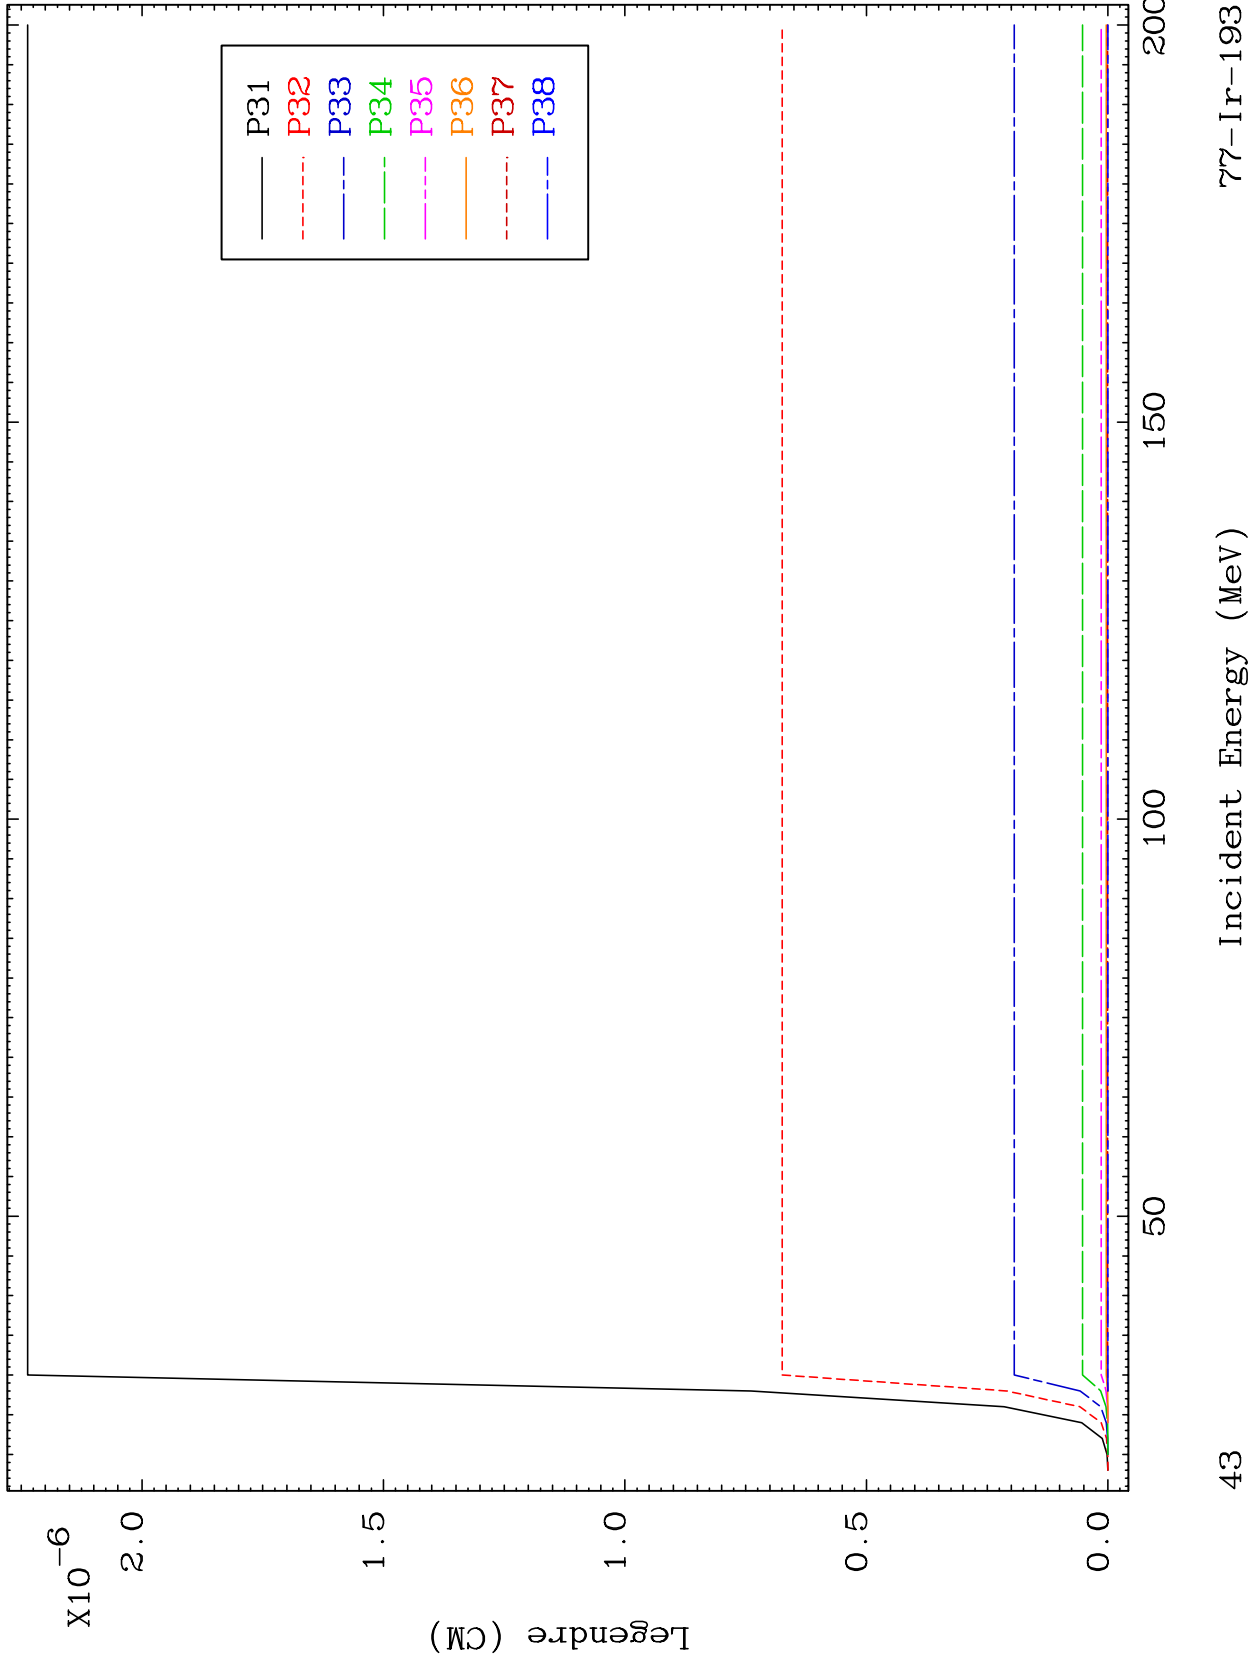 X10-6
2.0
1.5
1.0
0.5
0.0
Legendre (CM)
P31
P32
P33
P34
P35
P36
P37
P38
50
100
150
200
Incident Energy (MeV)
43
77-Ir-193